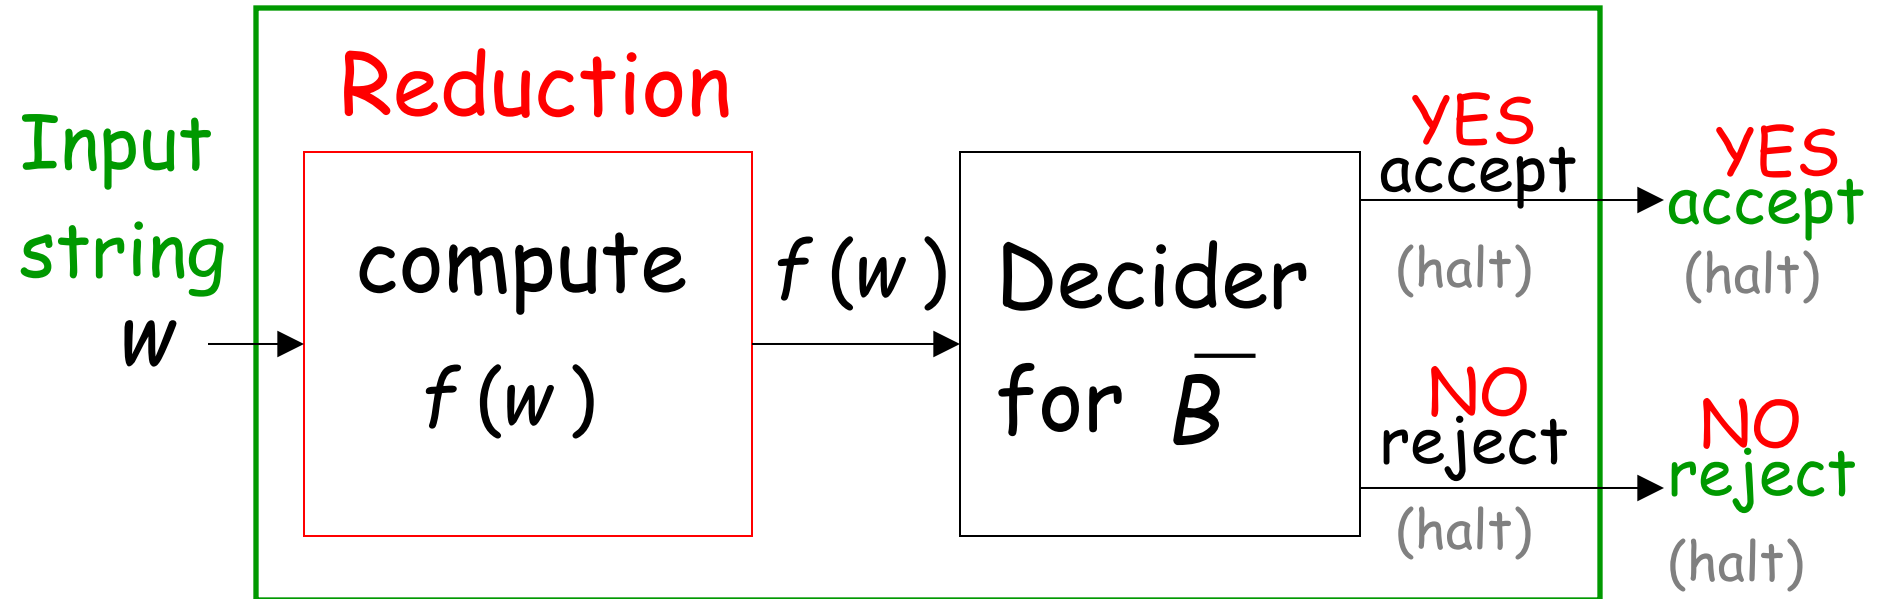 Reduction
Input
string
w
compute
f (w)
f (w)
Decider
for B̅
YES
accept
(halt)
NO
reject
(halt)
YES
accept
(halt)
NO
reject
(halt)